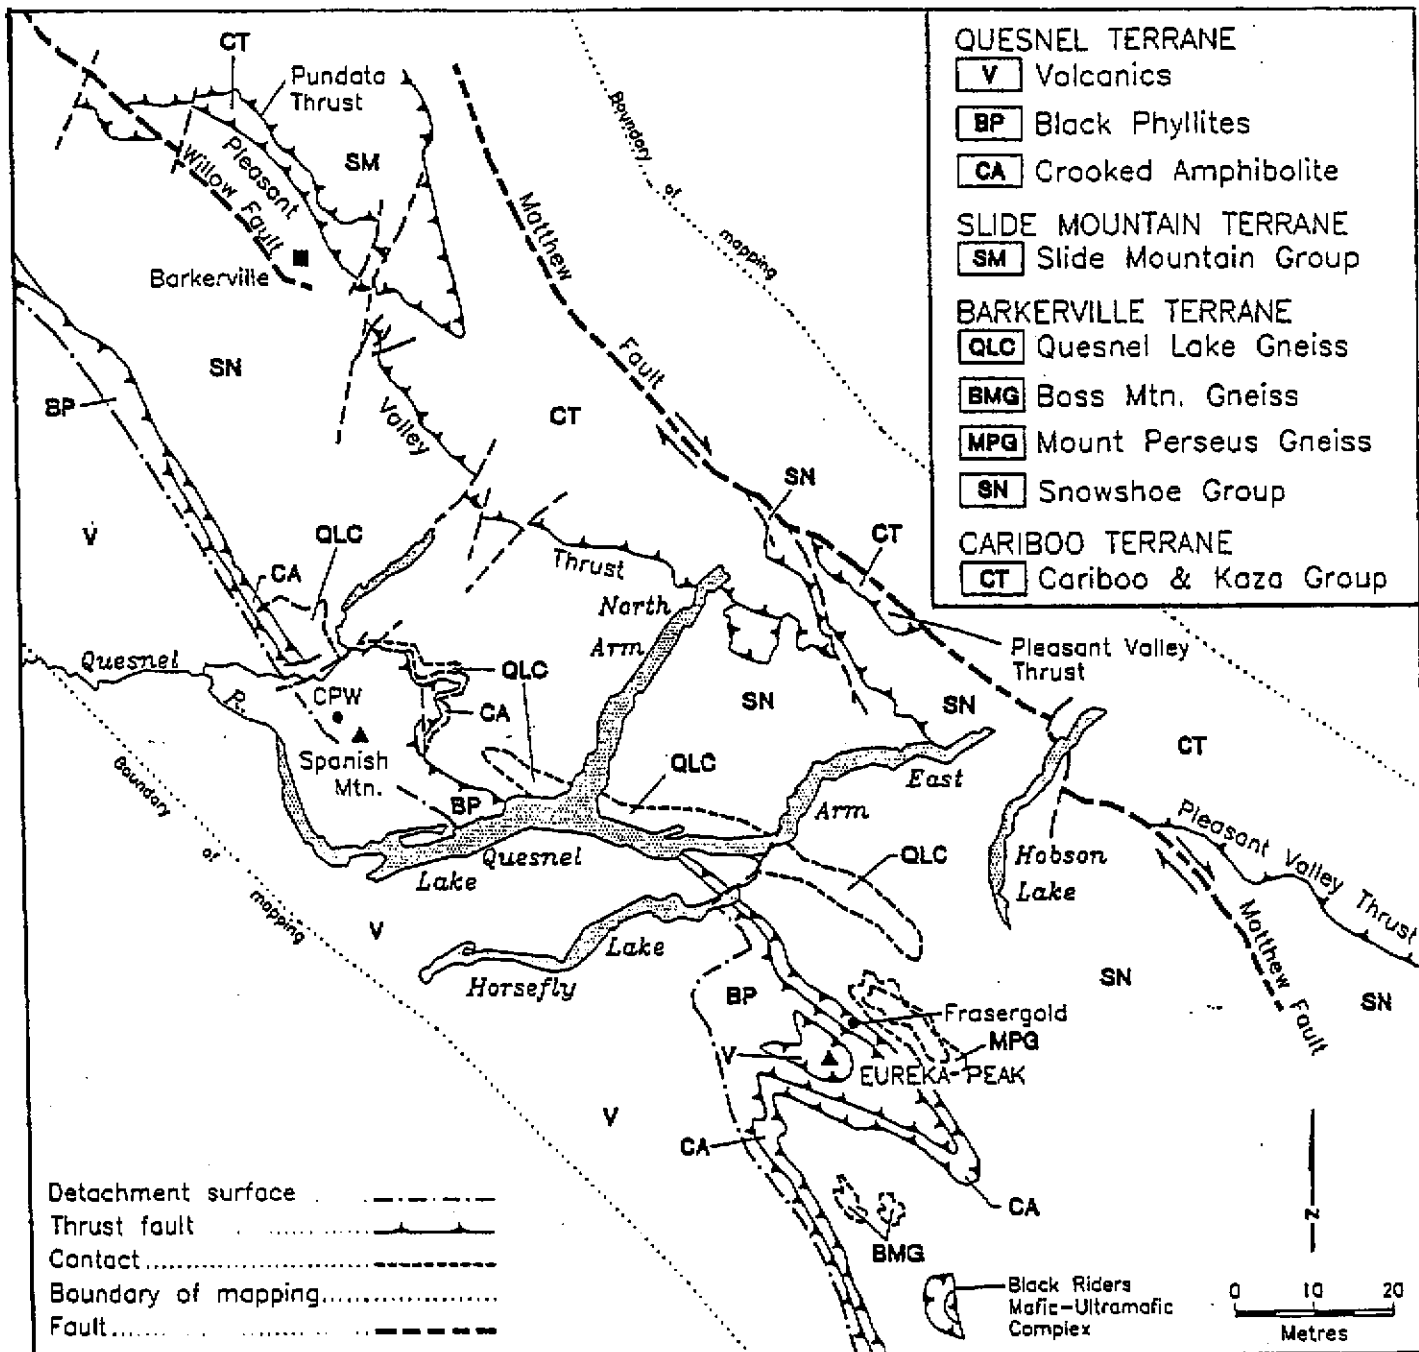 CT
Pundata
Thrust
Pleasant
Willow Fault
SM
Barkerville
SN
BP
Valley
Matthew
Fault
Boundary
of
mapping
CT
SN
CT
QUESNEL TERRANE
V Volcanics
BP Black Phyllites
CA Crooked Amphibolite
SLIDE MOUNTAIN TERRANE
SM Slide Mountain Group
BARKERVILLE TERRANE
QLC Quesnel Lake Gneiss
BMG Boss Mtn. Gneiss
MPG Mount Perseus Gneiss
SN Snowshoe Group
CARIBOO TERRANE
CT Cariboo & Kaza Group
V
QLC
CA
Thrust
North
Arm
Pleasant Valley
Thrust
Quesnel
R.
CPW
QLC
CA
SN
SN
CT
Spanish
Mtn.
BP
QLC
East
Arm
Boundary
of
mapping
Quesnel
Lake
QLC
Hobson
Lake
Pleasant Valley Thrust
Matthew Fault
V
Lake
Horsefly
SN
SN
BP
Frasergold
MPG
V
EUREKA PEAK
V
CA
CA
BMG
N
Detachment surface
Thrust fault
Contact
Boundary of mapping
Fault
Black Riders
Mafic-Ultramafic
Complex
0 10 20
Metres